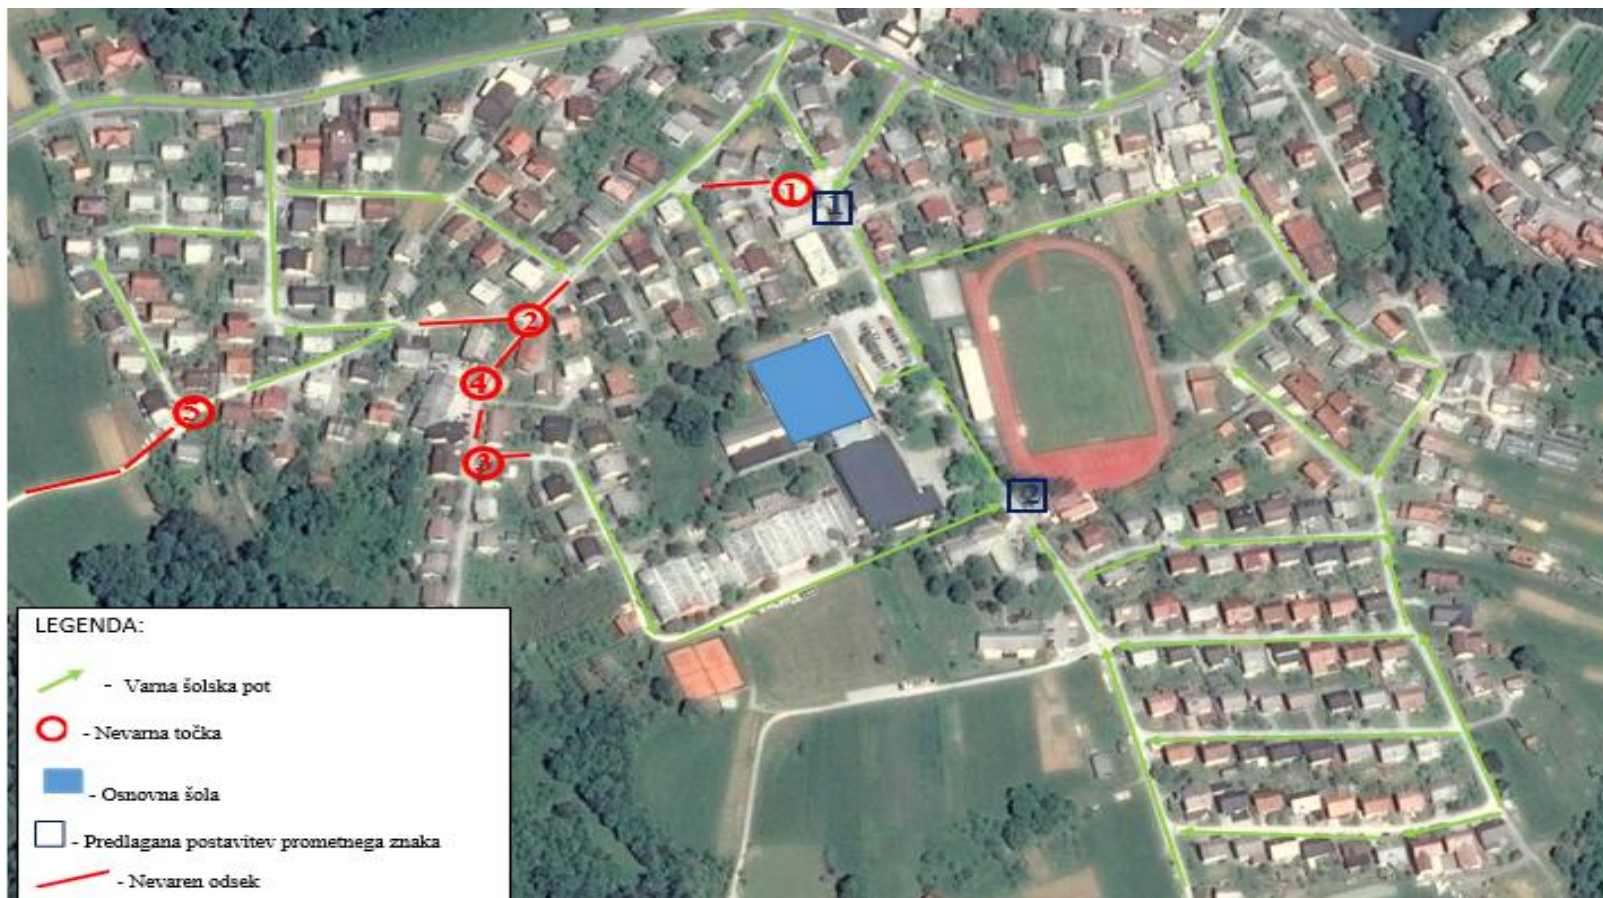 1
1
2
4
5
3
2
LEGENDA:
- Varna šolska pot
- Nevarna točka
- Osnovna šola
- Predlagana postavitev prometnega znaka
- Nevaren odsek